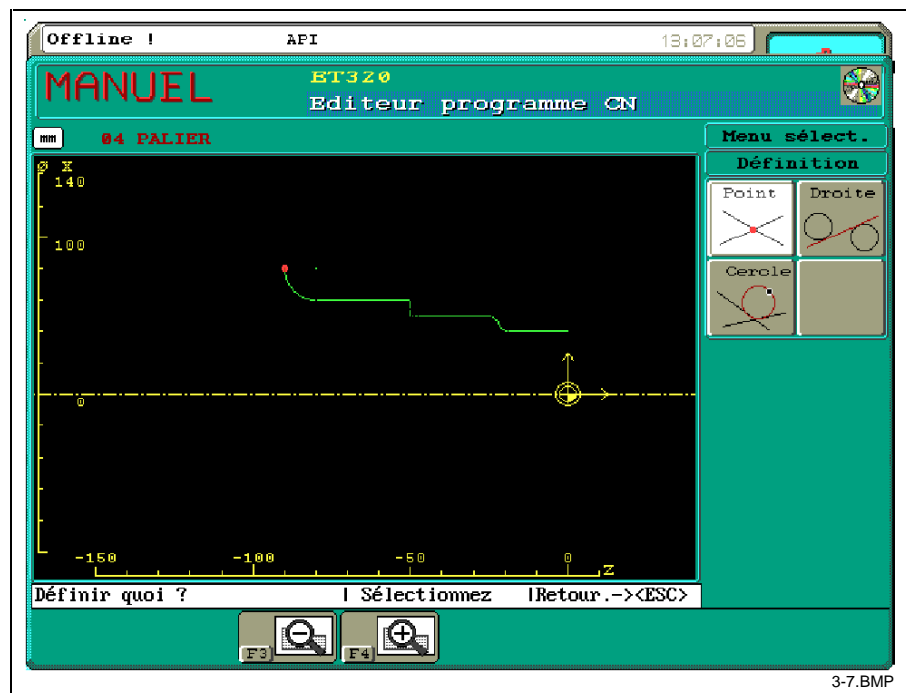 Offline ! API 13:07:06
MANUEL
ET320
Editeur programme CN
mm 04 PALIER
Menu sélect.
Définition
Point Droite
Cercle
Ø X
140
100
0
-150 -100 -50 0
Z
Définir quoi ? | Sélectionnez |Retour.-><ESC>
F3 F4
3-7.BMP